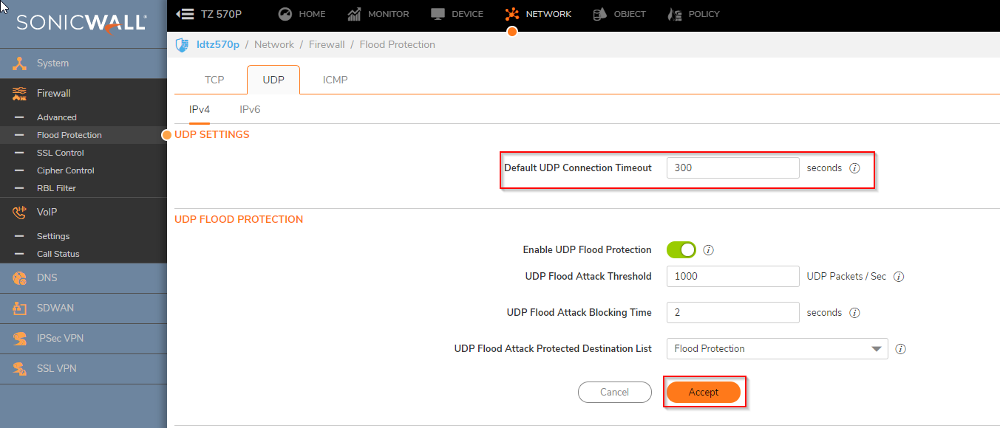 SONICWALL
TZ 570P
HOME
MONITOR
DEVICE
NETWORK
OBJECT
POLICY
ldtz570p / Network / Firewall / Flood Protection
System
Firewall
Advanced
Flood Protection
SSL Control
Cipher Control
RBL Filter
VoIP
Settings
Call Status
DNS
SDWAN
IPSec VPN
SSL VPN
TCP
UDP
ICMP
IPv4
IPv6
UDP SETTINGS
Default UDP Connection Timeout 300 seconds
UDP FLOOD PROTECTION
Enable UDP Flood Protection
UDP Flood Attack Threshold 1000 UDP Packets / Sec
UDP Flood Attack Blocking Time 2 seconds
UDP Flood Attack Protected Destination List Flood Protection
Cancel
Accept